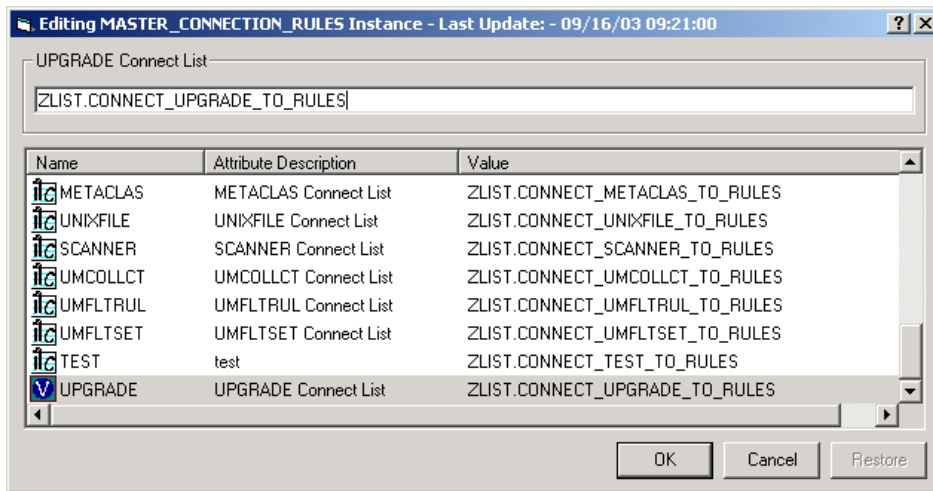 Editing MASTER_CONNECTION_RULES Instance - Last Update: - 09/16/03 09:21:00
UPGRADE Connect List
ZLIST.CONNECT_UPGRADE_TO_RULES
Name Attribute Description Value
METACLAS METACLAS Connect List ZLIST.CONNECT_METACLAS_TO_RULES
UNIXFILE UNIXFILE Connect List ZLIST.CONNECT_UNIXFILE_TO_RULES
SCANNER SCANNER Connect List ZLIST.CONNECT_SCANNER_TO_RULES
UMCOLLCT UMCOLLCT Connect List ZLIST.CONNECT_UMCOLLCT_TO_RULES
UMFLTRUL UMFLTRUL Connect List ZLIST.CONNECT_UMFLTRUL_TO_RULES
UMFLTSET UMFLTSET Connect List ZLIST.CONNECT_UMFLTSET_TO_RULES
TEST test ZLIST.CONNECT_TEST_TO_RULES
V UPGRADE UPGRADE Connect List ZLIST.CONNECT_UPGRADE_TO_RULES
OK Cancel Restore